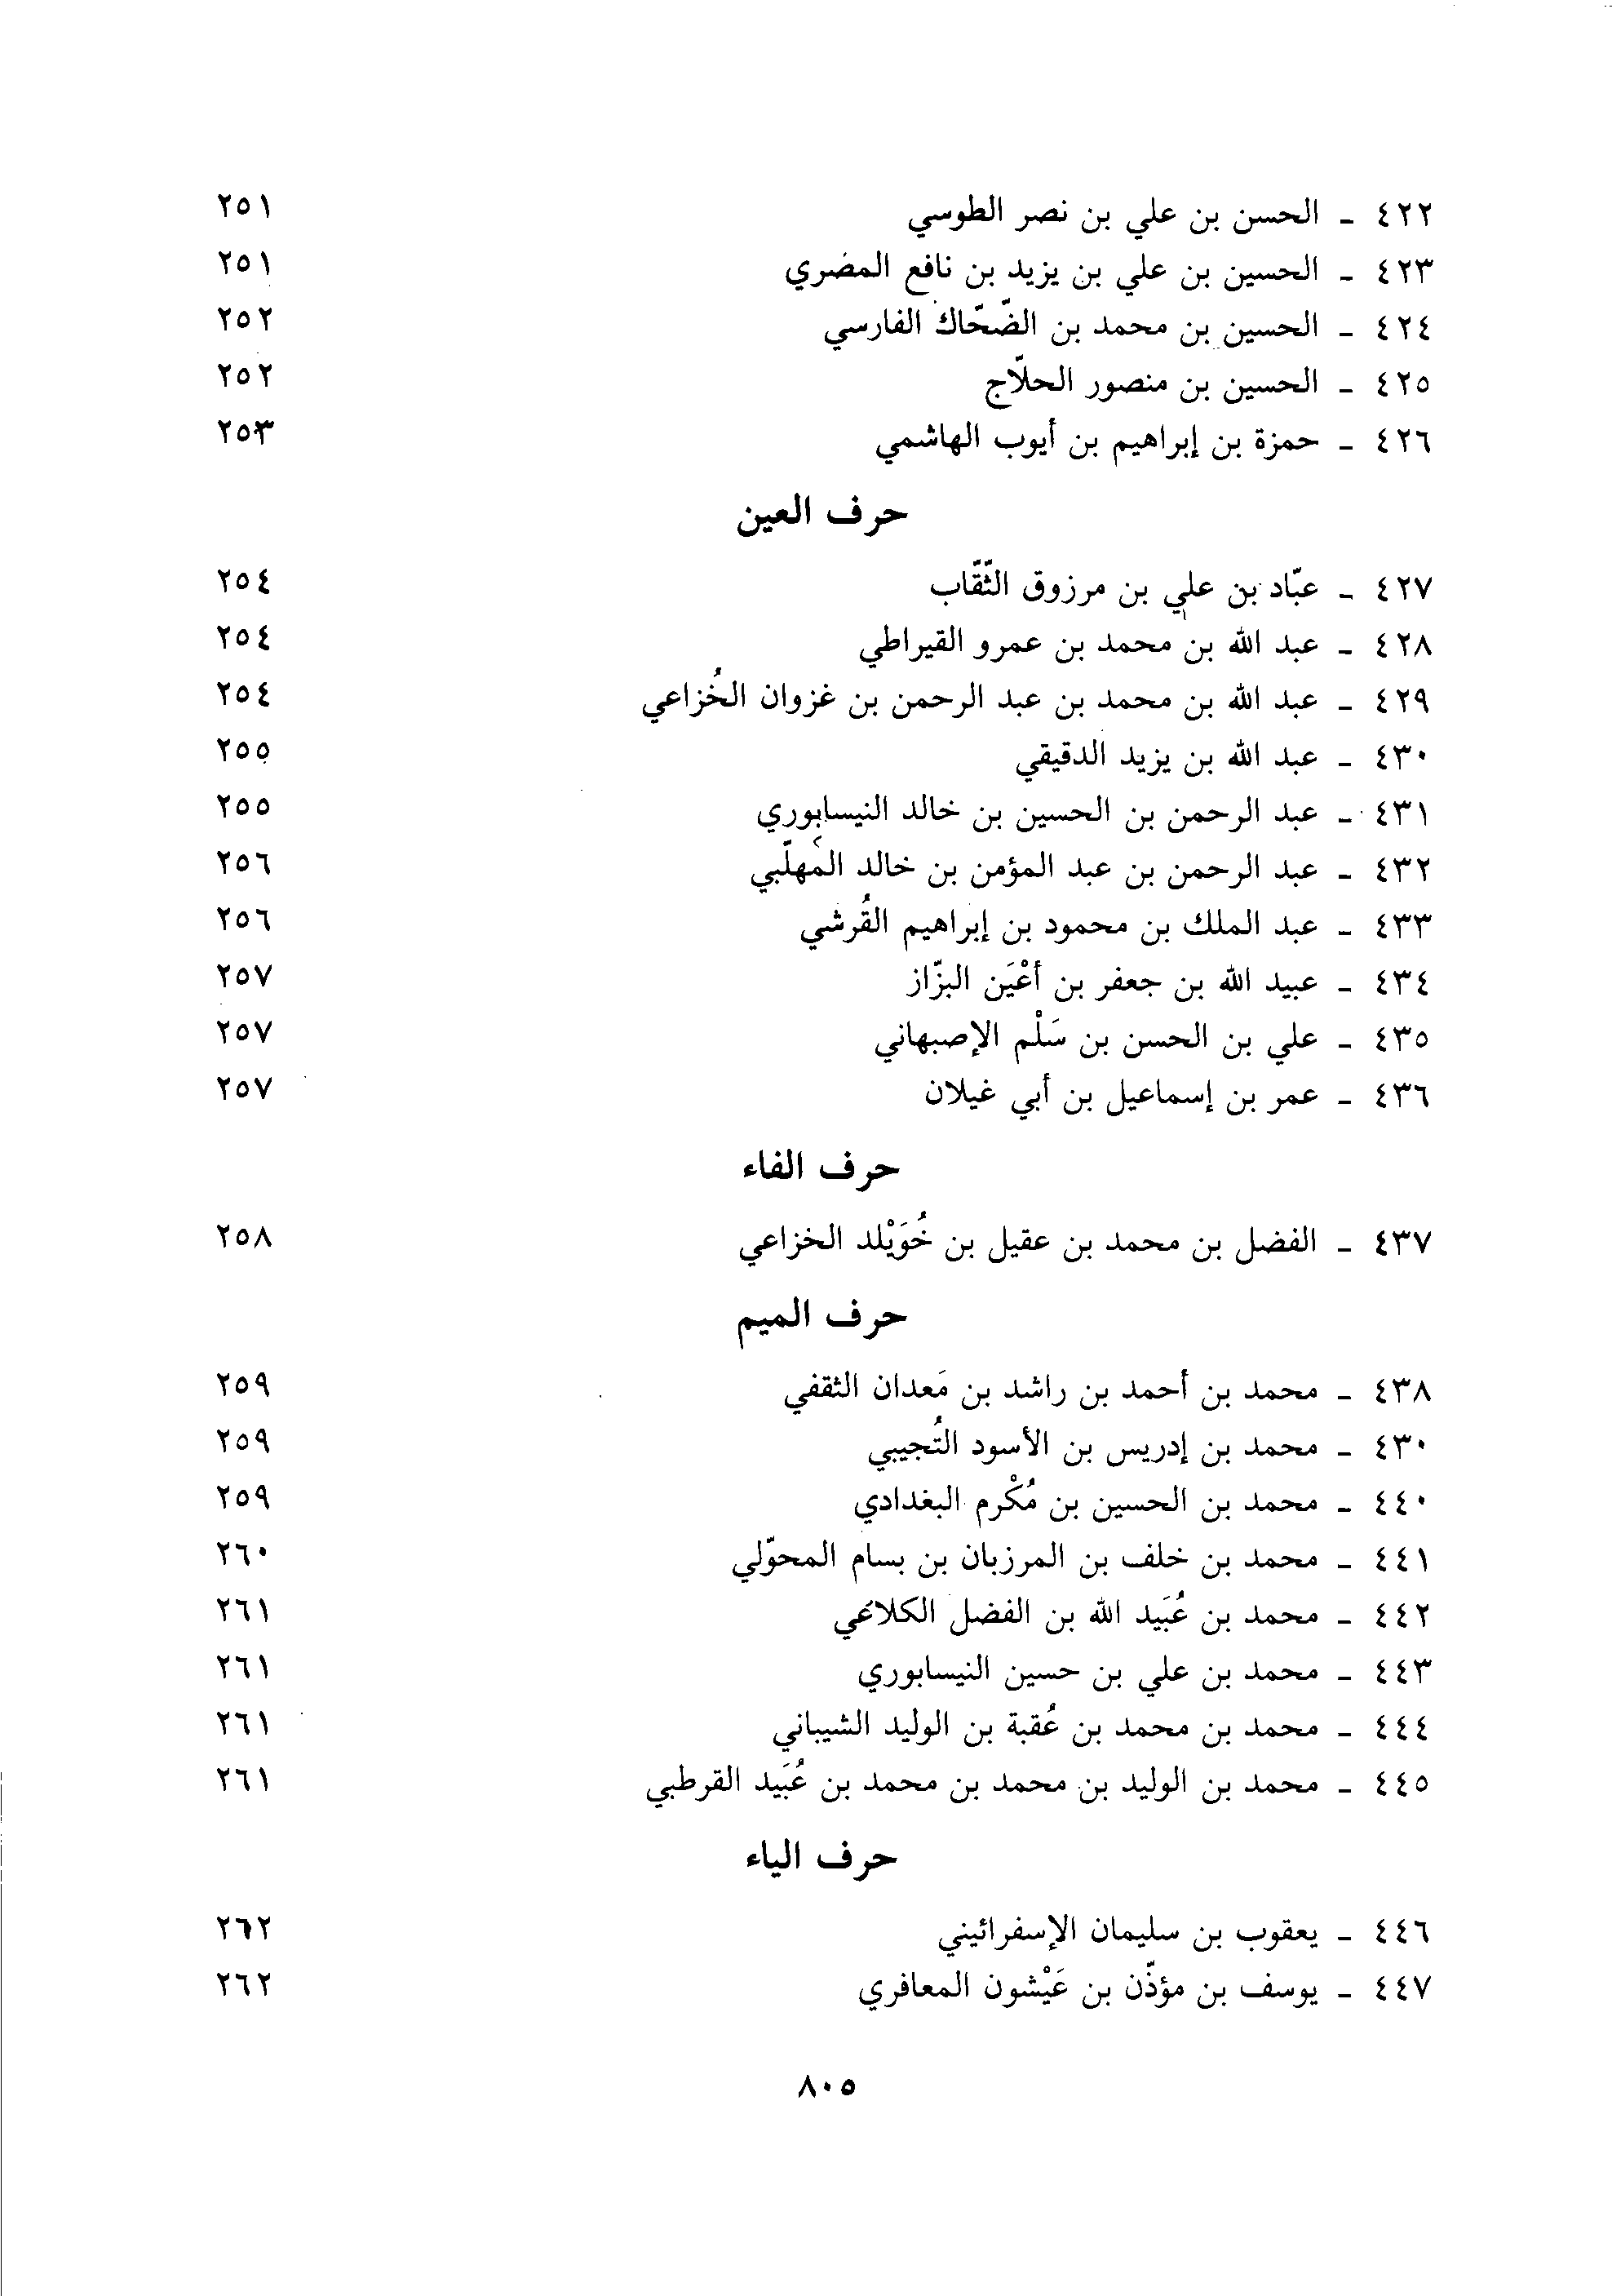 ٤٢٢ - الحسن بن علي بن نصر الطوسي ٢٥١
٤٢٣ - الحسين بن علي بن يزيد بن نافع المضري ٢٥١
٤٢٤ - الحسين بن محمد بن الضّحّاك الفارسي ٢٥٢
٤٢٥ - الحسين بن منصور الحلّاج ٢٥٢
٤٢٦ - حمزة بن إبراهيم بن أيوب الهاشمي ٢٥٣
حرف العين
٤٢٧ - عبّاد بن علي بن مرزوق الثّقّاب ٢٥٤
٤٢٨ - عبد الله بن محمد بن عمرو القيراطي ٢٥٤
٤٢٩ - عبد الله بن محمد بن عبد الرحمن بن غزوان الخُزاعي ٢٥٤
٤٣٠ - عبد الله بن يزيد الدقيقي ٢٥٥
٤٣١ - عبد الرحمن بن الحسين بن خالد النيسابوري ٢٥٥
٤٣٢ - عبد الرحمن بن عبد المؤمن بن خالد المهلّبي ٢٥٦
٤٣٣ - عبد الملك بن محمود بن إبراهيم القُرشي ٢٥٦
٤٣٤ - عبيد الله بن جعفر بن أعْيَن البزّاز ٢٥٧
٤٣٥ - علي بن الحسن بن سَلْم الإصبهاني ٢٥٧
٤٣٦ - عمر بن إسماعيل بن أبي غيلان ٢٥٧
حرف الفاء
٤٣٧ - الفضل بن محمد بن عقيل بن خُوَيْلد الخزاعي ٢٥٨
حرف الميم
٤٣٨ - محمد بن أحمد بن راشد بن مَعدان الثقفي ٢٥٩
٤٣٠ - محمد بن إدريس بن الأسود التُجيبي ٢٥٩
٤٤٠ - محمد بن الحسين بن مُكْرم البغدادي ٢٥٩
٤٤١ - محمد بن خلف بن المرزبان بن بسام المحوّلي ٢٦٠
٤٤٢ - محمد بن عُبَيد الله بن الفضل الكلاعي ٢٦١
٤٤٣ - محمد بن علي بن حسين النيسابوري ٢٦١
٤٤٤ - محمد بن محمد بن عُقبة بن الوليد الشيباني ٢٦١
٤٤٥ - محمد بن الوليد بن محمد بن محمد بن عُبَيد القرطبي ٢٦١
حرف الياء
٤٤٦ - يعقوب بن سليمان الإسفرائيني ٢٦٢
٤٤٧ - يوسف بن مؤذّن بن عَيْشون المعافري ٢٦٢
٨٠٥